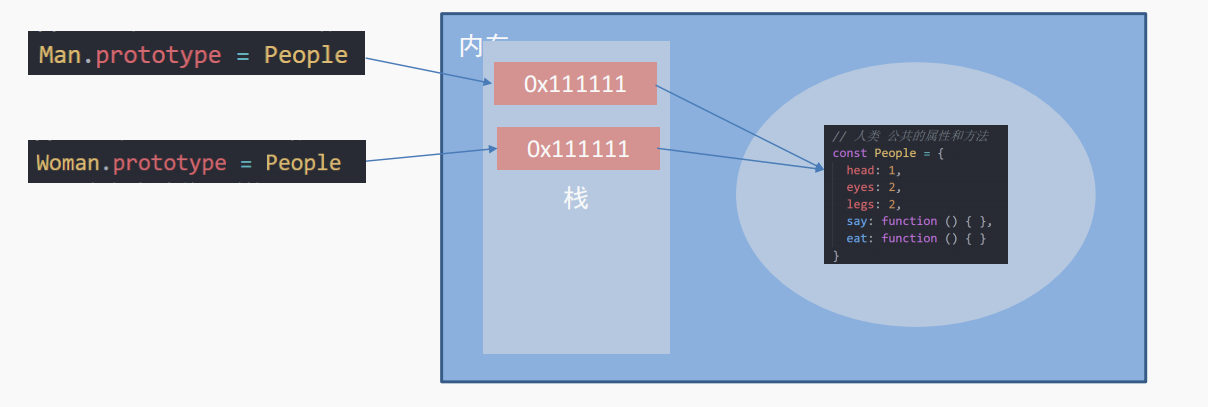 Man.prototype = People
Woman.prototype = People
内存
0x111111
0x111111
栈
// 人类 公共的属性和方法
const People = {
head: 1,
eyes: 2,
legs: 2,
say: function () { },
eat: function () { }
}